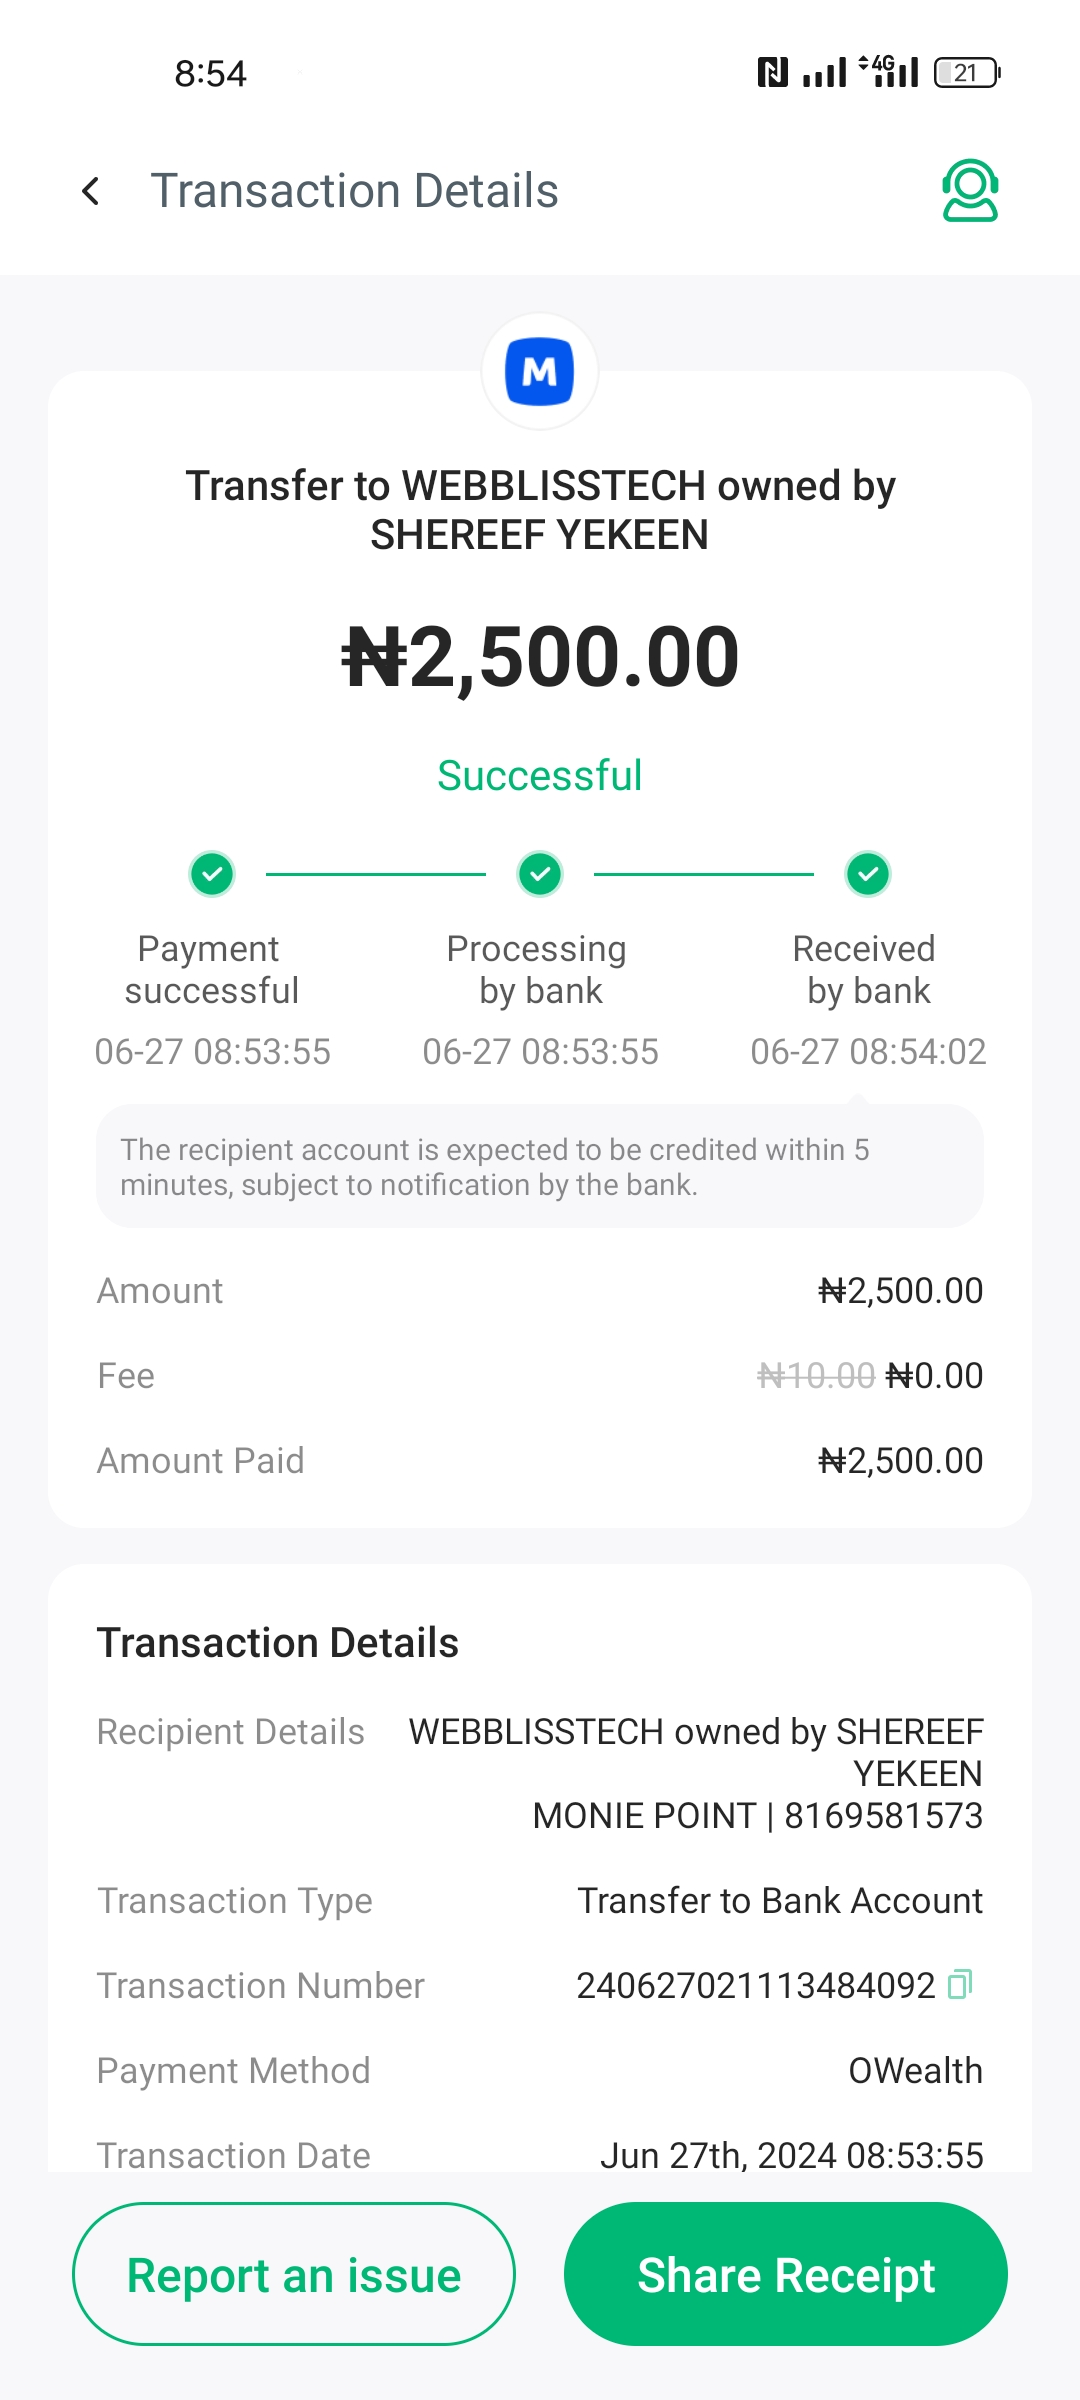 8:54
4G
21
Transaction Details
M
Transfer to WEBBLISSTECH owned by
SHEREEF YEKEEN
₦2,500.00
Successful
Payment
successful
06-27 08:53:55
Processing
by bank
06-27 08:53:55
Received
by bank
06-27 08:54:02
The recipient account is expected to be credited within 5
minutes, subject to notification by the bank.
Amount ₦2,500.00
Fee ₦10.00 ₦0.00
Amount Paid ₦2,500.00
Transaction Details
Recipient Details WEBBLISSTECH owned by SHEREEF
YEKEEN
MONIE POINT | 8169581573
Transaction Type Transfer to Bank Account
Transaction Number 240627021113484092
Payment Method OWealth
Transaction Date Jun 27th, 2024 08:53:55
Report an issue
Share Receipt